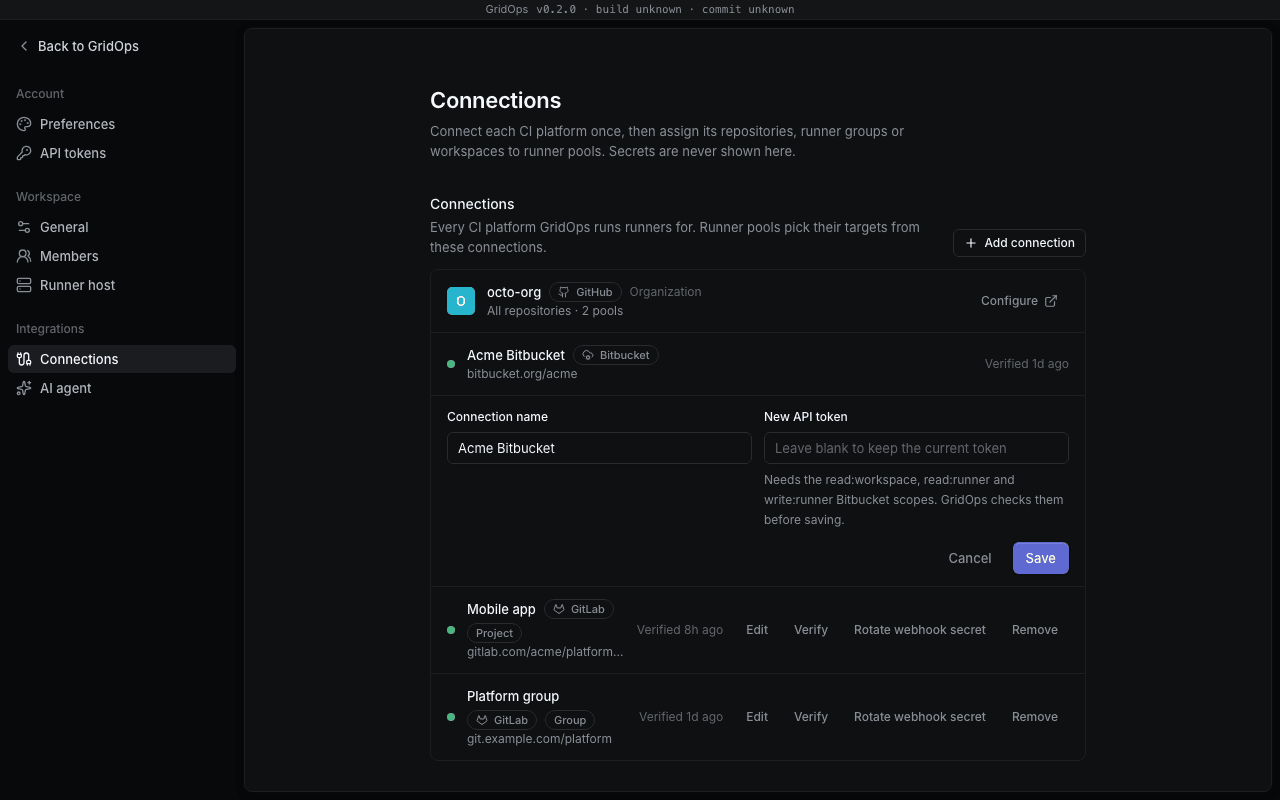 GridOps v0.2.0 · build unknown · commit unknown
Back to GridOps
Account
Preferences
API tokens
Workspace
General
Members
Runner host
Integrations
Connections
AI agent
Connections
Connect each CI platform once, then assign its repositories, runner groups or
workspaces to runner pools. Secrets are never shown here.
Connections
Every CI platform GridOps runs runners for. Runner pools pick their targets from
these connections.
Add connection
O
octo-org GitHub Organization
All repositories · 2 pools
Configure
Acme Bitbucket Bitbucket
bitbucket.org/acme
Verified 1d ago
Connection name
Acme Bitbucket
New API token
Leave blank to keep the current token
Needs the read:workspace, read:runner and
write:runner Bitbucket scopes. GridOps checks them
before saving.
Cancel Save
Mobile app GitLab
Project
gitlab.com/acme/platform...
Verified 8h ago Edit Verify Rotate webhook secret Remove
Platform group
GitLab Group
git.example.com/platform
Verified 1d ago Edit Verify Rotate webhook secret Remove